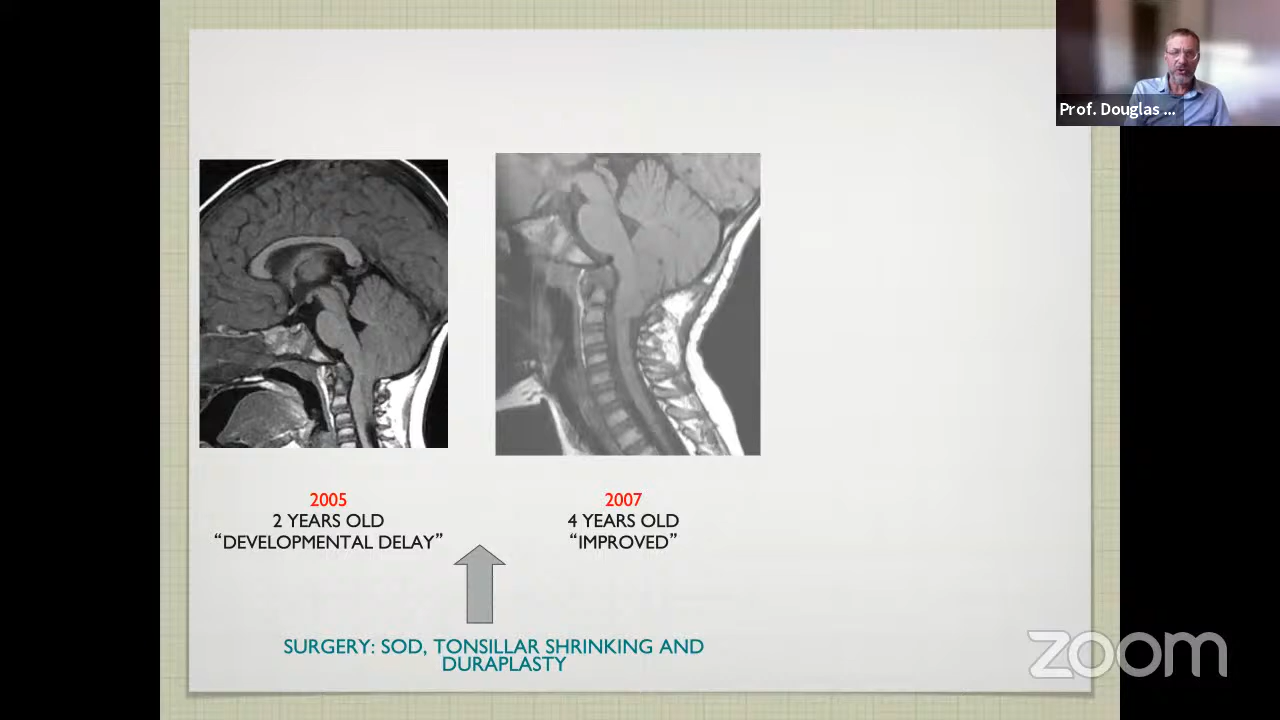 Prof. Douglas ...
2005
2 YEARS OLD
“DEVELOPMENTAL DELAY”
2007
4 YEARS OLD
“IMPROVED”
SURGERY: SOD, TONSILLAR SHRINKING AND
DURAPLASTY
zoom